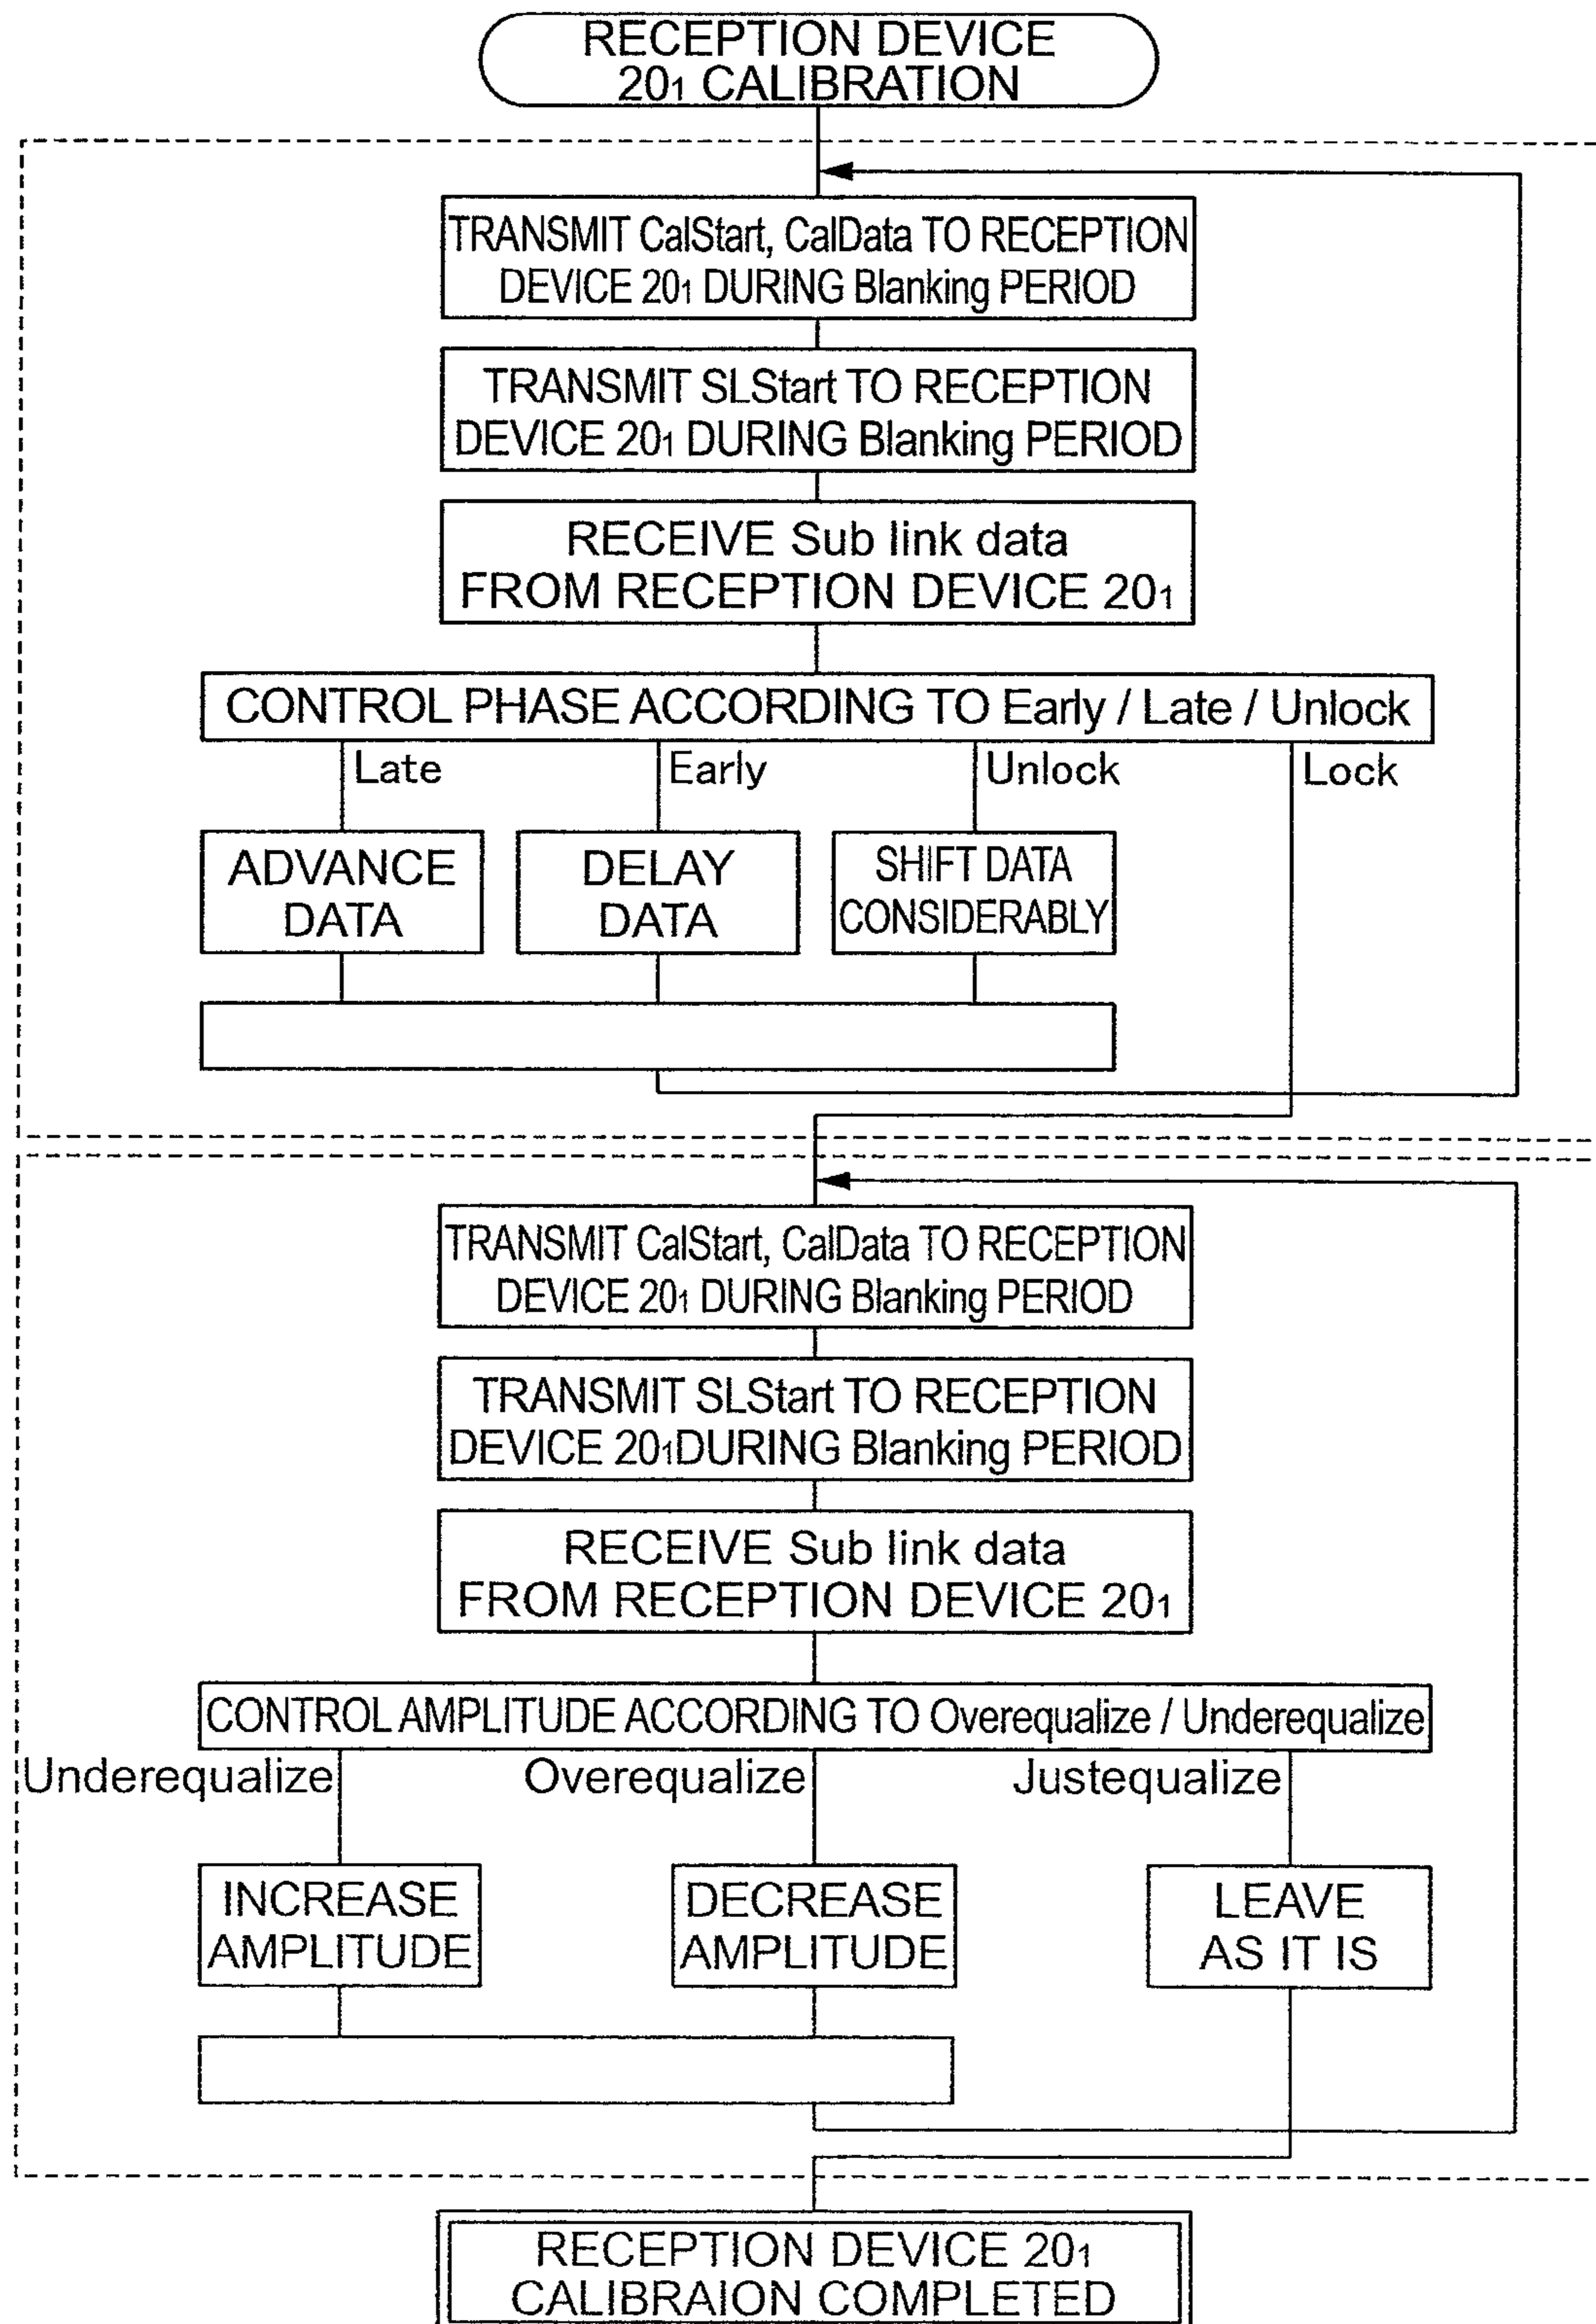 RECEPTION DEVICE
20₁ CALIBRATION
TRANSMIT CalStart, CalData TO RECEPTION
DEVICE 20₁ DURING Blanking PERIOD
TRANSMIT SLStart TO RECEPTION
DEVICE 20₁ DURING Blanking PERIOD
RECEIVE Sub link data
FROM RECEPTION DEVICE 20₁
CONTROL PHASE ACCORDING TO Early / Late / Unlock
Late
Early
Unlock
Lock
ADVANCE
DATA
DELAY
DATA
SHIFT DATA
CONSIDERABLY
TRANSMIT CalStart, CalData TO RECEPTION
DEVICE 20₁ DURING Blanking PERIOD
TRANSMIT SLStart TO RECEPTION
DEVICE 20₁DURING Blanking PERIOD
RECEIVE Sub link data
FROM RECEPTION DEVICE 20₁
CONTROL AMPLITUDE ACCORDING TO Overequalize / Underequalize
Underequalize
Overequalize
Justequalize
INCREASE
AMPLITUDE
DECREASE
AMPLITUDE
LEAVE
AS IT IS
RECEPTION DEVICE 20₁
CALIBRAION COMPLETED